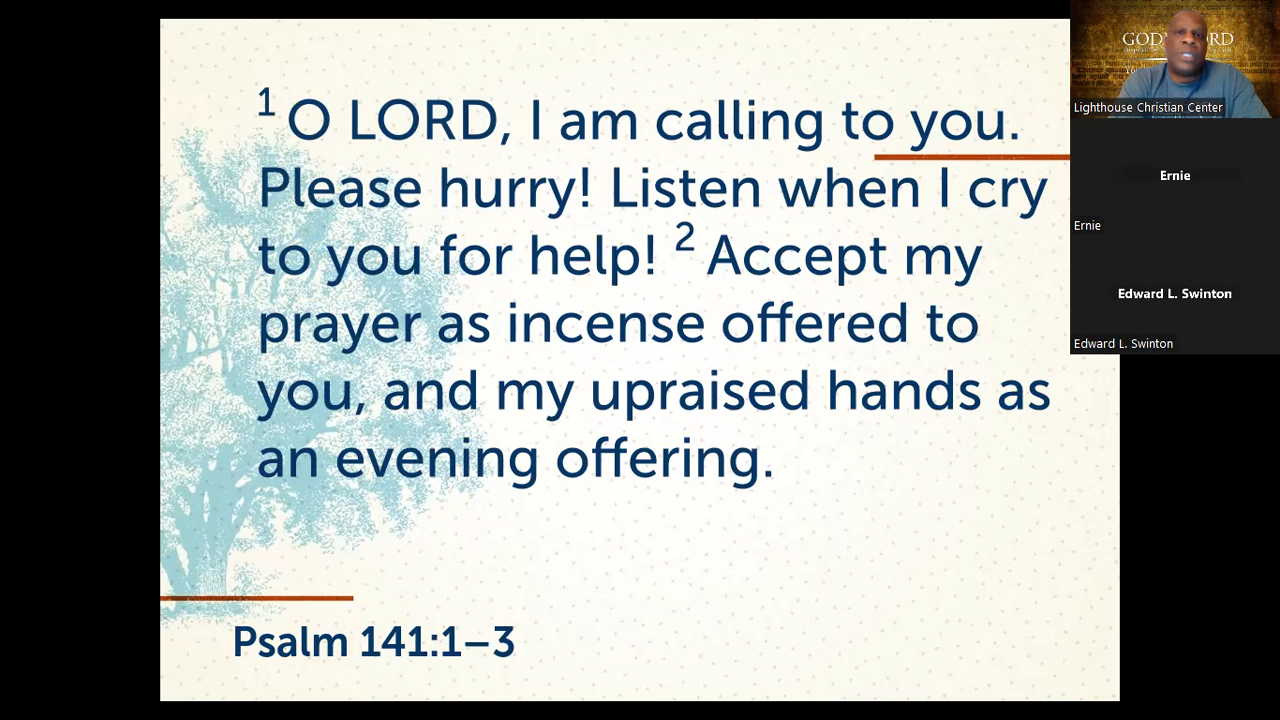 1 O LORD, I am calling to you.
Please hurry! Listen when I cry
to you for help! 2 Accept my
prayer as incense offered to
you, and my upraised hands as
an evening offering.
Psalm 141:1–3
Lighthouse Christian Center
Ernie
Ernie
Edward L. Swinton
Edward L. Swinton